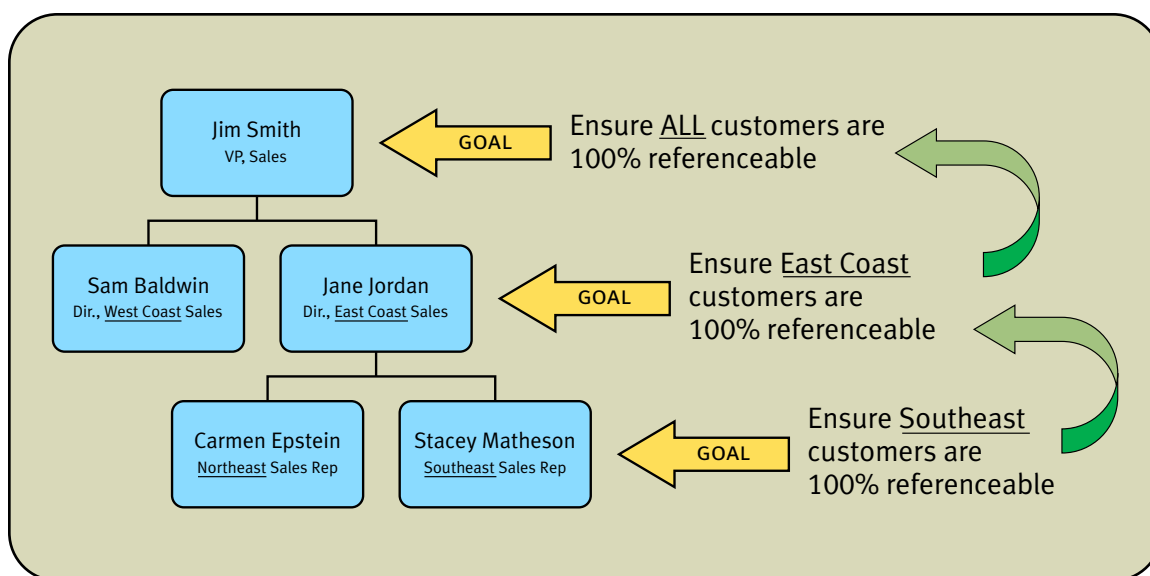 Jim Smith
VP, Sales
GOAL
Ensure ALL customers are
100% referenceable
Sam Baldwin
Dir., West Coast Sales
Jane Jordan
Dir., East Coast Sales
GOAL
Ensure East Coast
customers are
100% referenceable
Carmen Epstein
Northeast Sales Rep
Stacey Matheson
Southeast Sales Rep
GOAL
Ensure Southeast
customers are
100% referenceable